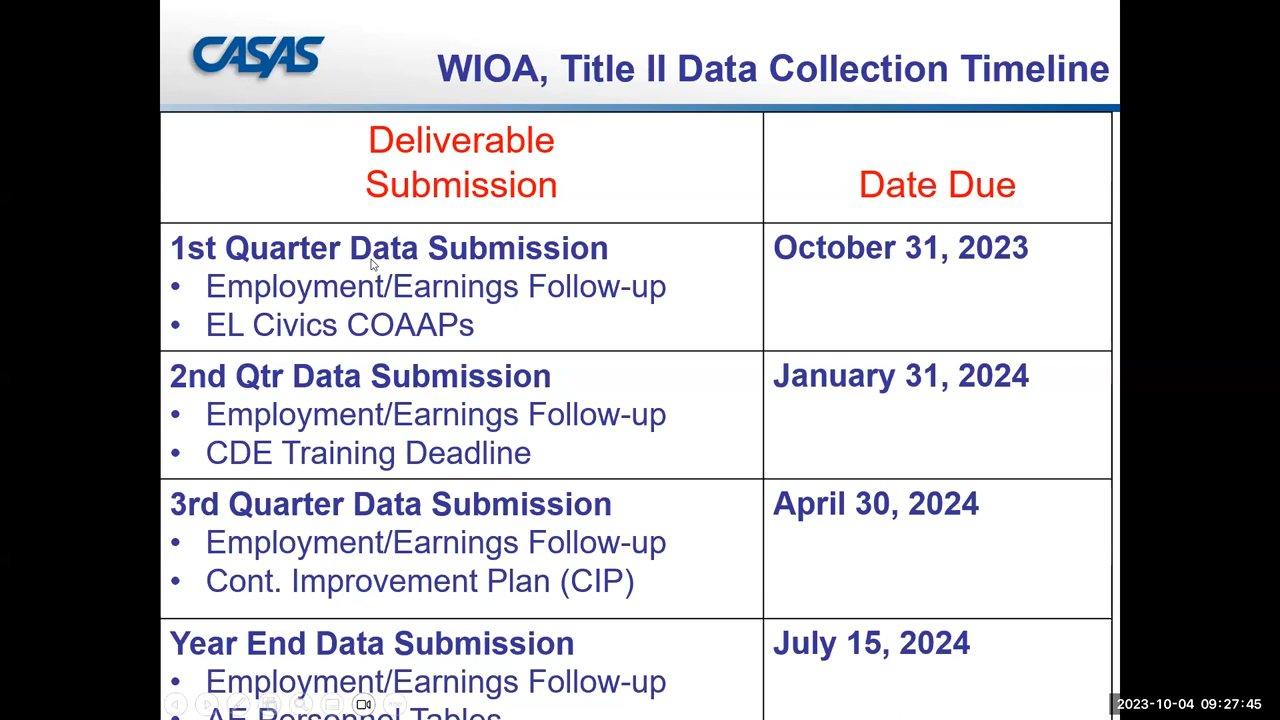 CASAS
WIOA, Title II Data Collection Timeline
Deliverable
Submission
Date Due
1st Quarter Data Submission
October 31, 2023
• Employment/Earnings Follow-up
• EL Civics COAAPs
2nd Qtr Data Submission
January 31, 2024
• Employment/Earnings Follow-up
• CDE Training Deadline
3rd Quarter Data Submission
April 30, 2024
• Employment/Earnings Follow-up
• Cont. Improvement Plan (CIP)
Year End Data Submission
July 15, 2024
• Employment/Earnings Follow-up
• AE Personnel Tables
2023-10-04 09:27:45